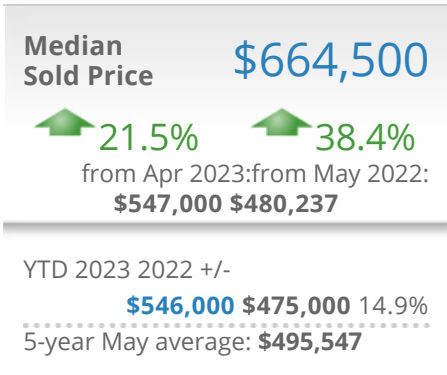 Median
Sold Price
$664,500
21.5% 38.4%
from Apr 2023:from May 2022:
$547,000 $480,237
YTD 2023 2022 +/-
$546,000 $475,000 14.9%
5-year May average: $495,547